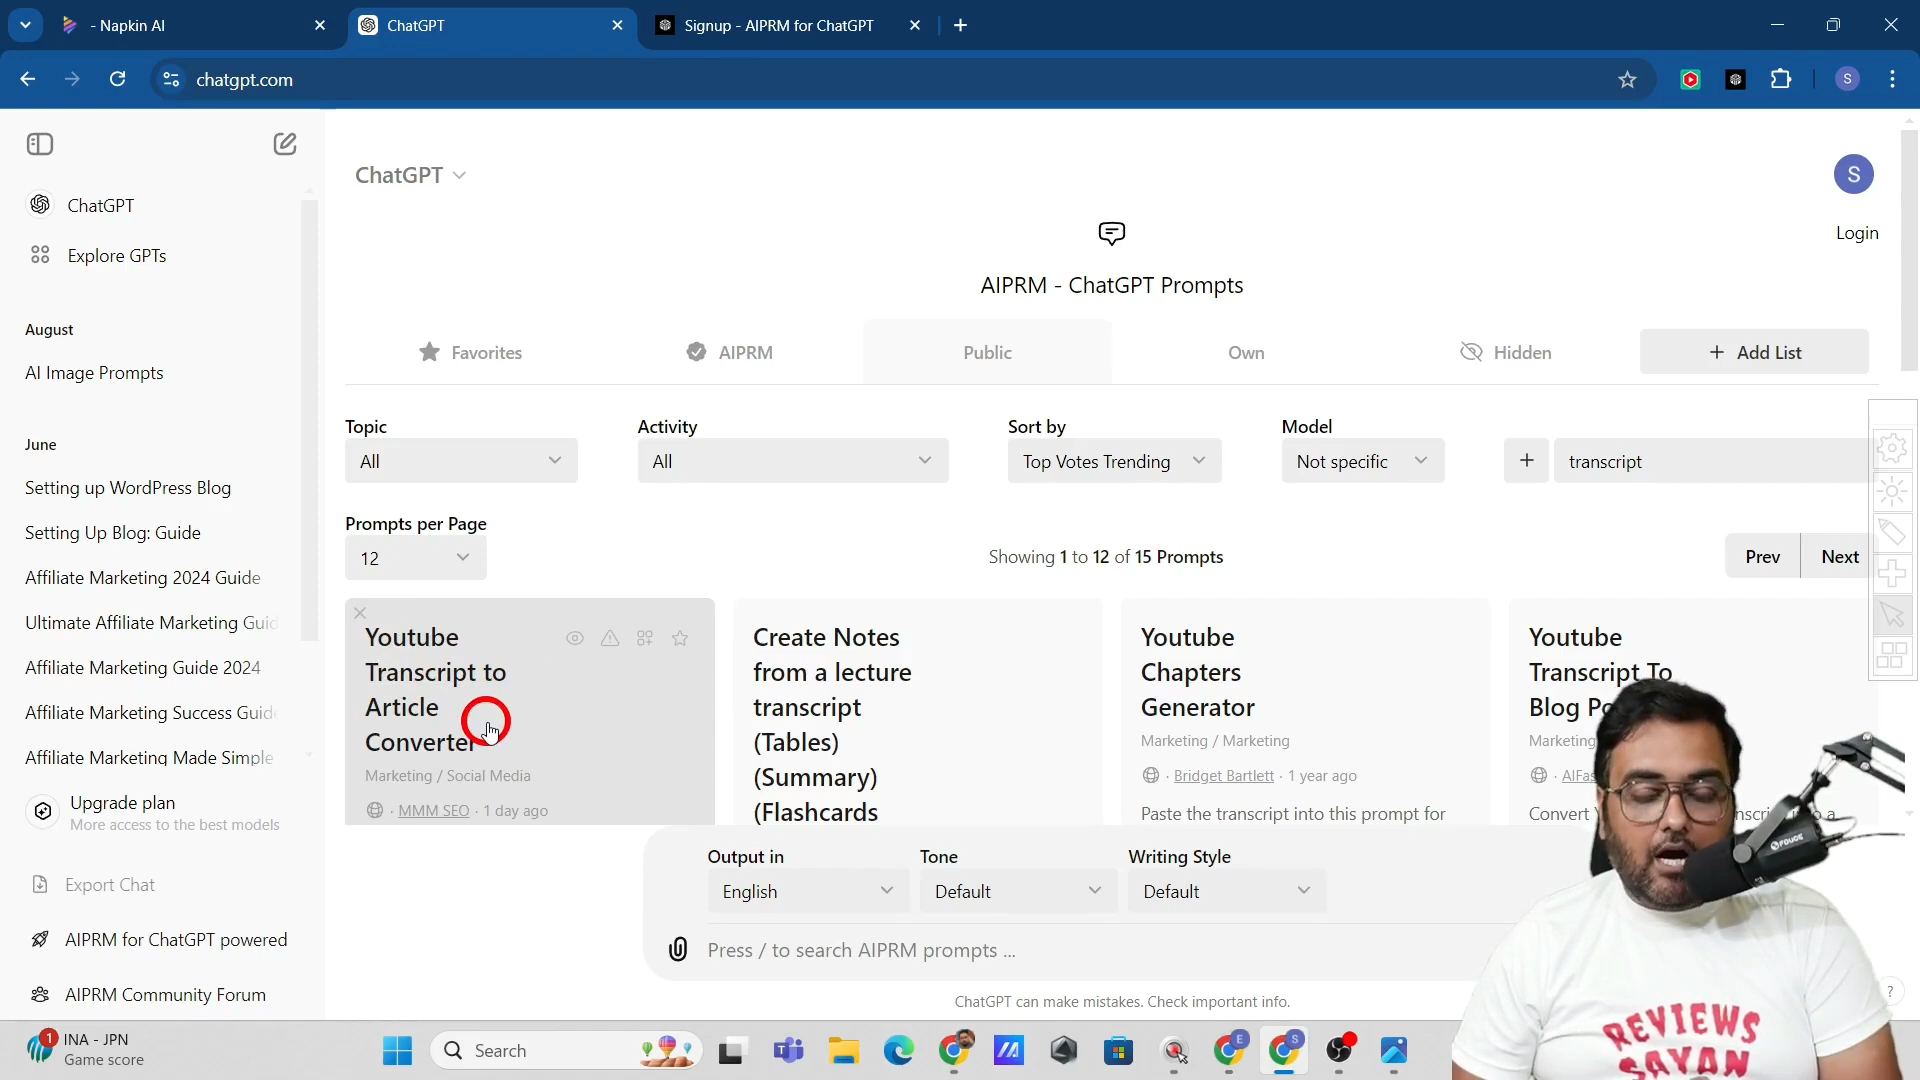 - Napkin AI
ChatGPT
Signup - AIPRM for ChatGPT
chatgpt.com
S
ChatGPT
Explore GPTs
August
AI Image Prompts
June
Setting up WordPress Blog
Setting Up Blog: Guide
Affiliate Marketing 2024 Guide
Ultimate Affiliate Marketing Guid
Affiliate Marketing Guide 2024
Affiliate Marketing Success Guid
Affiliate Marketing Made Simple
Upgrade plan
More access to the best models
Export Chat
AIPRM for ChatGPT powered
AIPRM Community Forum
ChatGPT
S
Login
AIPRM - ChatGPT Prompts
Favorites
AIPRM
Public
Own
Hidden
+ Add List
Topic
All
Activity
All
Sort by
Top Votes Trending
Model
Not specific
+
transcript
Prompts per Page
12
Showing 1 to 12 of 15 Prompts
Prev
Next
Youtube
Transcript to
Article
Converter
Marketing / Social Media
· MMM SEO · 1 day ago
Create Notes
from a lecture
transcript
(Tables)
(Summary)
(Flashcards
Youtube
Chapters
Generator
Marketing / Marketing
· Bridget Bartlett · 1 year ago
Paste the transcript into this prompt for
Youtube
Transcript To
Blog Po
Marketing
· AIFas
Convert
a
Output in
English
Tone
Default
Writing Style
Default
Press / to search AIPRM prompts ...
ChatGPT can make mistakes. Check important info.
?
FDUCE
REVIEWS
SAYAN
1
INA - JPN
Game score
Search
E
S